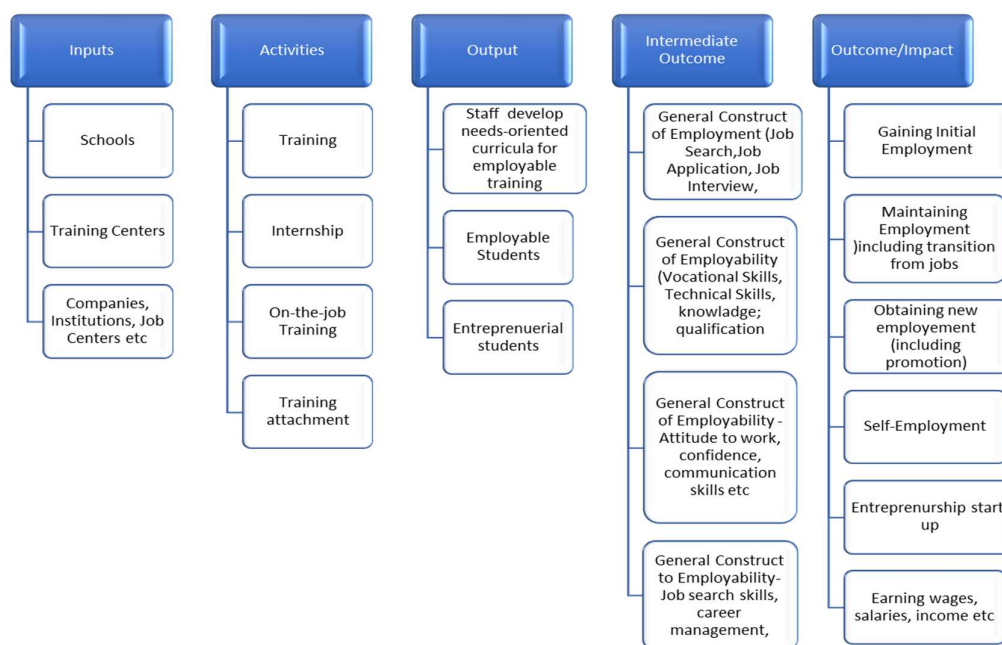 Inputs
Schools
Training Centers
Companies,
Institutions, Job
Centers etc
Activities
Training
Internship
On-the-job
Training
Training
attachment
Output
Staff develop
needs-oriented
curricula for
employable
training
Employable
Students
Entreprenuerial
students
Intermediate
Outcome
General Construct
of Employment (Job
Search,Job
Application, Job
Interview,
General Construct
of Employability
(Vocational Skills,
Technical Skills,
knowladge;
qualification
General Construct
of Employability -
Attitude to work,
confidence,
communication
skills etc
General Construct
to Employability-
Job search skills,
career
management,
Outcome/Impact
Gaining Initial
Employment
Maintaining
Employment
)including transition
from jobs
Obtaining new
employement
(including
promotion)
Self-Employment
Entreprenurship start
up
Earning wages,
salaries, income etc